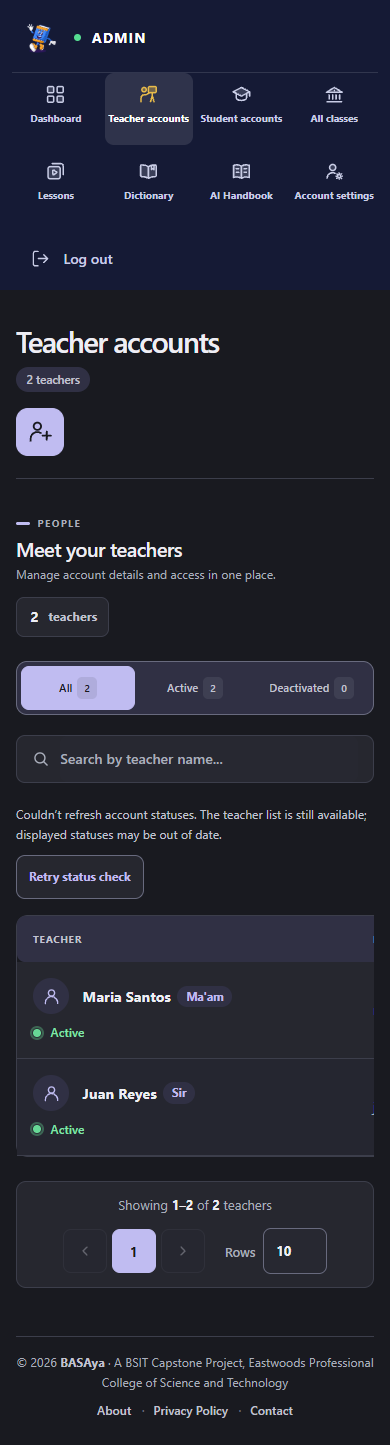 ADMIN
Dashboard
Teacher accounts
Student accounts
All classes
Lessons
Dictionary
AI Handbook
Account settings
Log out
Teacher accounts
2 teachers
PEOPLE
Meet your teachers
Manage account details and access in one place.
2 teachers
All 2
Active 2
Deactivated 0
Search by teacher name...
Couldn't refresh account statuses. The teacher list is still available;
displayed statuses may be out of date.
Retry status check
TEACHER
Maria Santos Ma'am
Active
Juan Reyes Sir
Active
Showing 1–2 of 2 teachers
1
Rows 10
© 2026 BASAya · A BSIT Capstone Project, Eastwoods Professional
College of Science and Technology
About · Privacy Policy · Contact